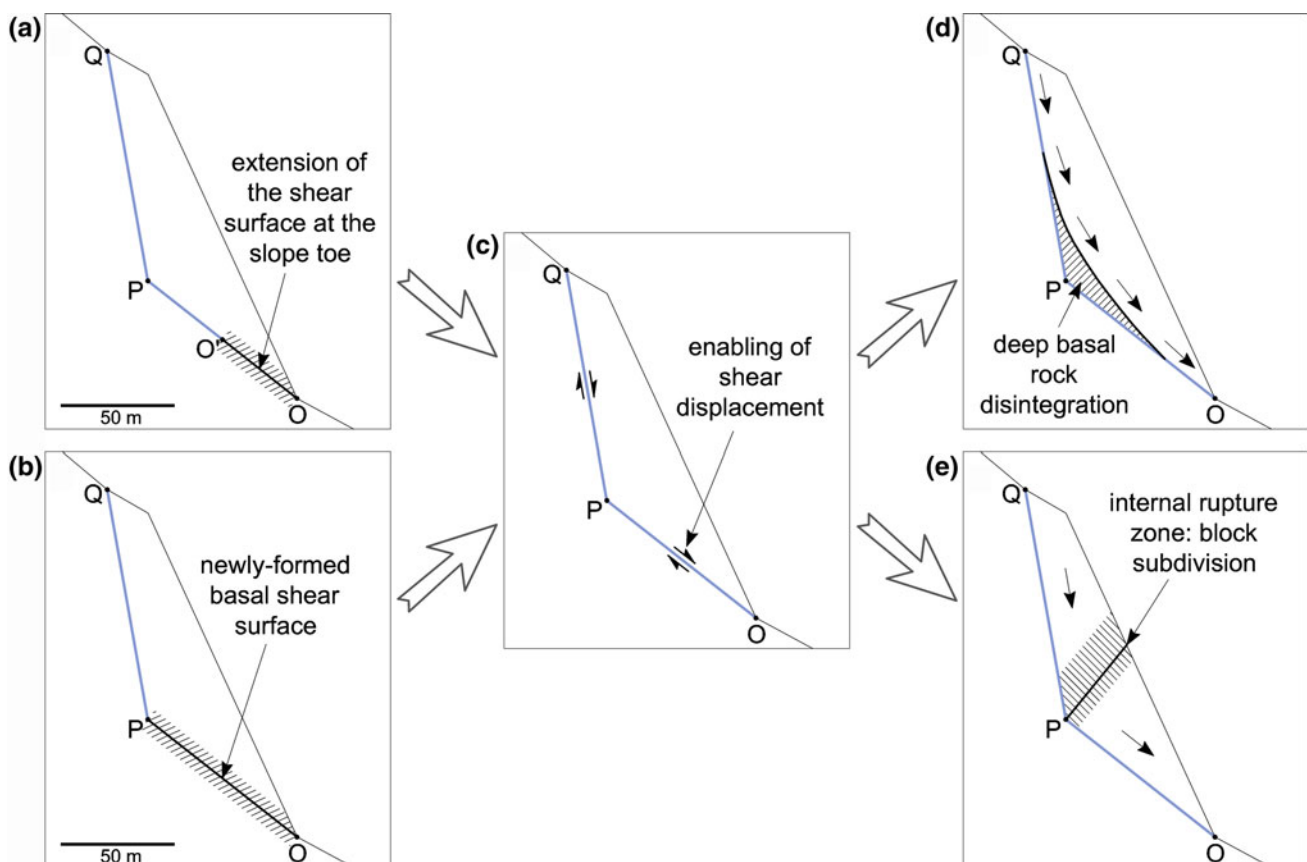 (a)
Q
extension of
the shear
surface at the
slope toe
P
O'
O
50 m
(b)
Q
newly-formed
basal shear
surface
P
O
50 m
(c)
Q
enabling of
shear
displacement
P
O
(d)
Q
P
deep basal
rock
disintegration
O
(e)
Q
internal rupture
zone: block
subdivision
P
O